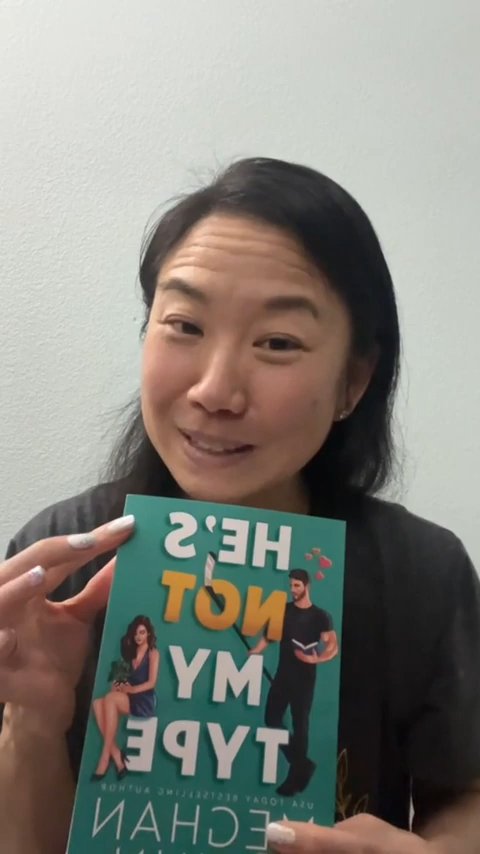 HE'S
NOT
MY
TYPE
USA TODAY BESTSELLING AUTHOR
MEGHAN